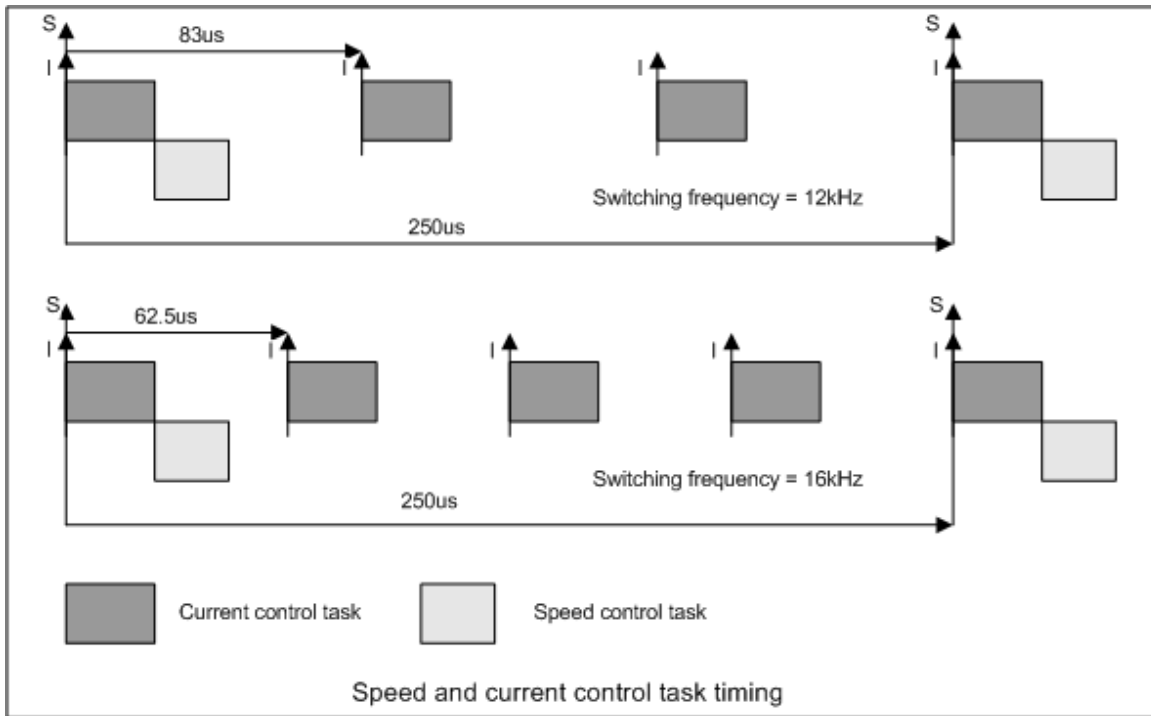 S
S
83us
I
I
I
I
Switching frequency = 12kHz
250us
S
S
62.5us
I
I
I
I
I
Switching frequency = 16kHz
250us
Current control task
Speed control task
Speed and current control task timing